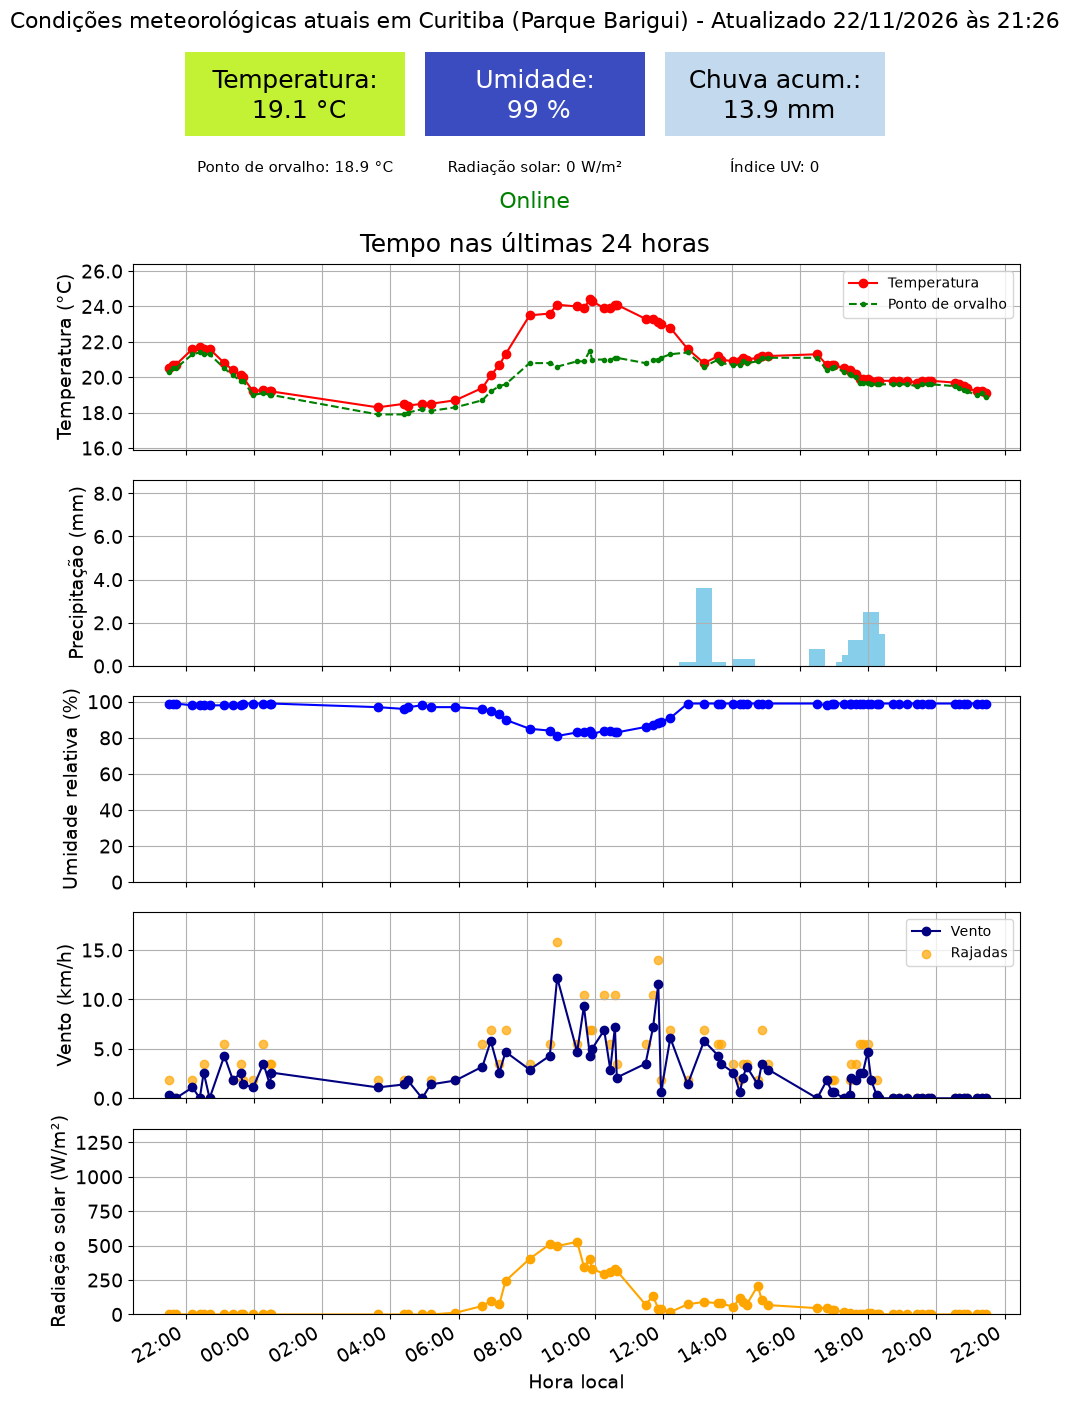 Condições meteorológicas atuais em Curitiba (Parque Barigui) - Atualizado 22/11/2026 às 21:26
Temperatura:
19.1 °C
Umidade:
99 %
Chuva acum.:
13.9 mm
Ponto de orvalho: 18.9 °C
Radiação solar: 0 W/m²
Índice UV: 0
Online
Tempo nas últimas 24 horas
Temperatura (°C)
26.0
24.0
22.0
20.0
18.0
16.0
Temperatura
Ponto de orvalho
Precipitação (mm)
8.0
6.0
4.0
2.0
0.0
Umidade relativa (%)
100
80
60
40
20
0
Vento (km/h)
15.0
10.0
5.0
0.0
Vento
Rajadas
Radiação solar (W/m²)
1250
1000
750
500
250
0
22:00
00:00
02:00
04:00
06:00
08:00
10:00
12:00
14:00
16:00
18:00
20:00
22:00
Hora local